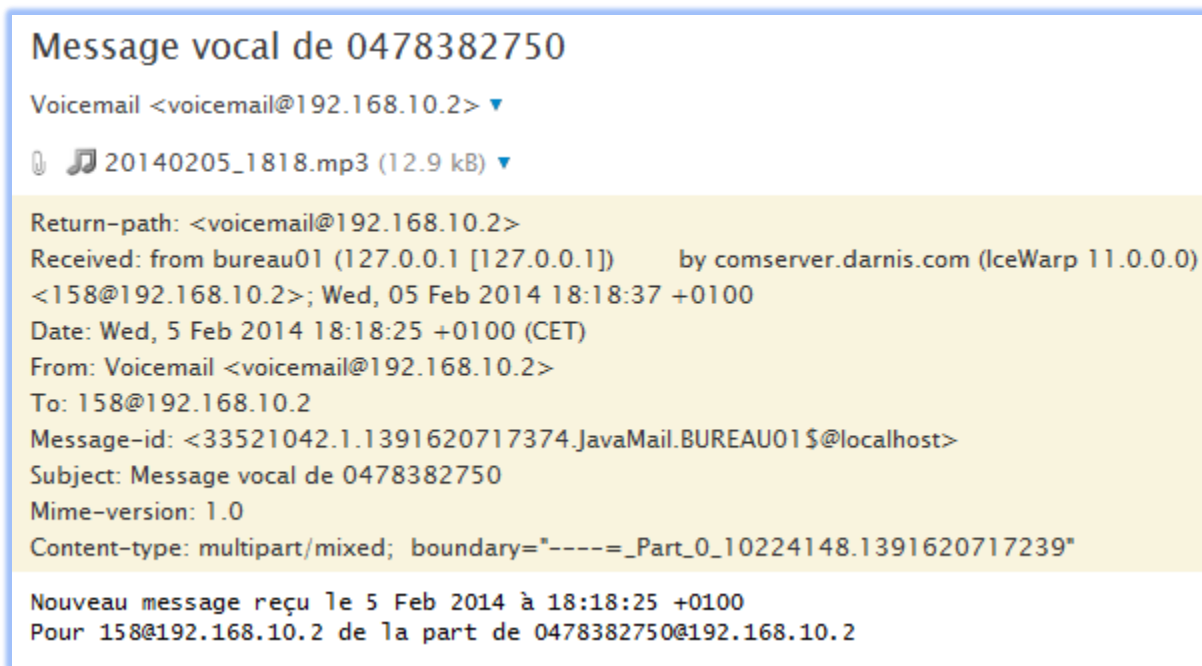 Message vocal de 0478382750
Voicemail <voicemail@192.168.10.2>
20140205_1818.mp3 (12.9 kB)
Return-path: <voicemail@192.168.10.2>
Received: from bureau01 (127.0.0.1 [127.0.0.1]) by comserver.darnis.com (IceWarp 11.0.0.0)
<158@192.168.10.2>; Wed, 05 Feb 2014 18:18:37 +0100
Date: Wed, 5 Feb 2014 18:18:25 +0100 (CET)
From: Voicemail <voicemail@192.168.10.2>
To: 158@192.168.10.2
Message-id: <33521042.1.1391620717374.JavaMail.BUREAU01$@localhost>
Subject: Message vocal de 0478382750
Mime-version: 1.0
Content-type: multipart/mixed; boundary="----=_Part_0_10224148.1391620717239"
Nouveau message reçu le 5 Feb 2014 à 18:18:25 +0100
Pour 158@192.168.10.2 de la part de 0478382750@192.168.10.2